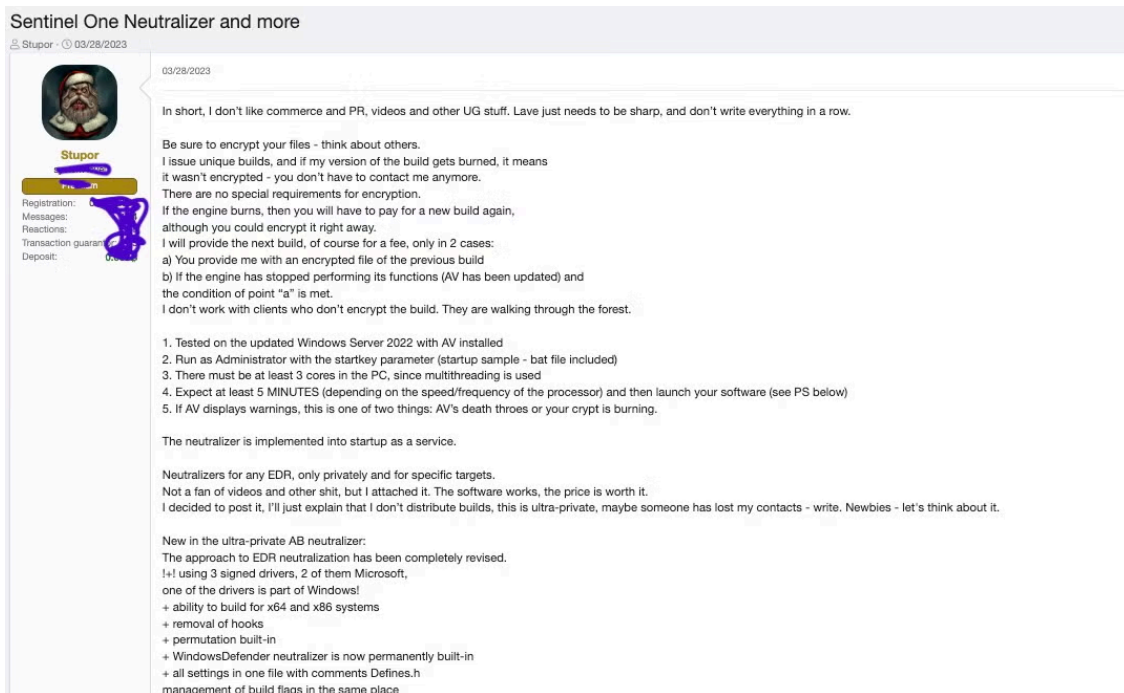 Sentinel One Neutralizer and more
Stupor · 03/28/2023
03/28/2023
In short, I don't like commerce and PR, videos and other UG stuff. Lave just needs to be sharp, and don't write everything in a row.
Be sure to encrypt your files - think about others.
I issue unique builds, and if my version of the build gets burned, it means
it wasn't encrypted - you don't have to contact me anymore.
There are no special requirements for encryption.
If the engine burns, then you will have to pay for a new build again,
although you could encrypt it right away.
I will provide the next build, of course for a fee, only in 2 cases:
a) You provide me with an encrypted file of the previous build
b) If the engine has stopped performing its functions (AV has been updated) and
the condition of point “a” is met.
I don't work with clients who don't encrypt the build. They are walking through the forest.
1. Tested on the updated Windows Server 2022 with AV installed
2. Run as Administrator with the startkey parameter (startup sample - bat file included)
3. There must be at least 3 cores in the PC, since multithreading is used
4. Expect at least 5 MINUTES (depending on the speed/frequency of the processor) and then launch your software (see PS below)
5. If AV displays warnings, this is one of two things: AV's death throes or your crypt is burning.
The neutralizer is implemented into startup as a service.
Neutralizers for any EDR, only privately and for specific targets.
Not a fan of videos and other shit, but I attached it. The software works, the price is worth it.
I decided to post it, I'll just explain that I don't distribute builds, this is ultra-private, maybe someone has lost my contacts - write. Newbies - let's think about it.
New in the ultra-private AB neutralizer:
The approach to EDR neutralization has been completely revised.
!+! using 3 signed drivers, 2 of them Microsoft,
one of the drivers is part of Windows!
+ ability to build for x64 and x86 systems
+ removal of hooks
+ permutation built-in
+ WindowsDefender neutralizer is now permanently built-in
+ all settings in one file with comments Defines.h
management of build flags in the same place
Stupor
Registration:
Messages:
Reactions:
Transaction
Deposit: